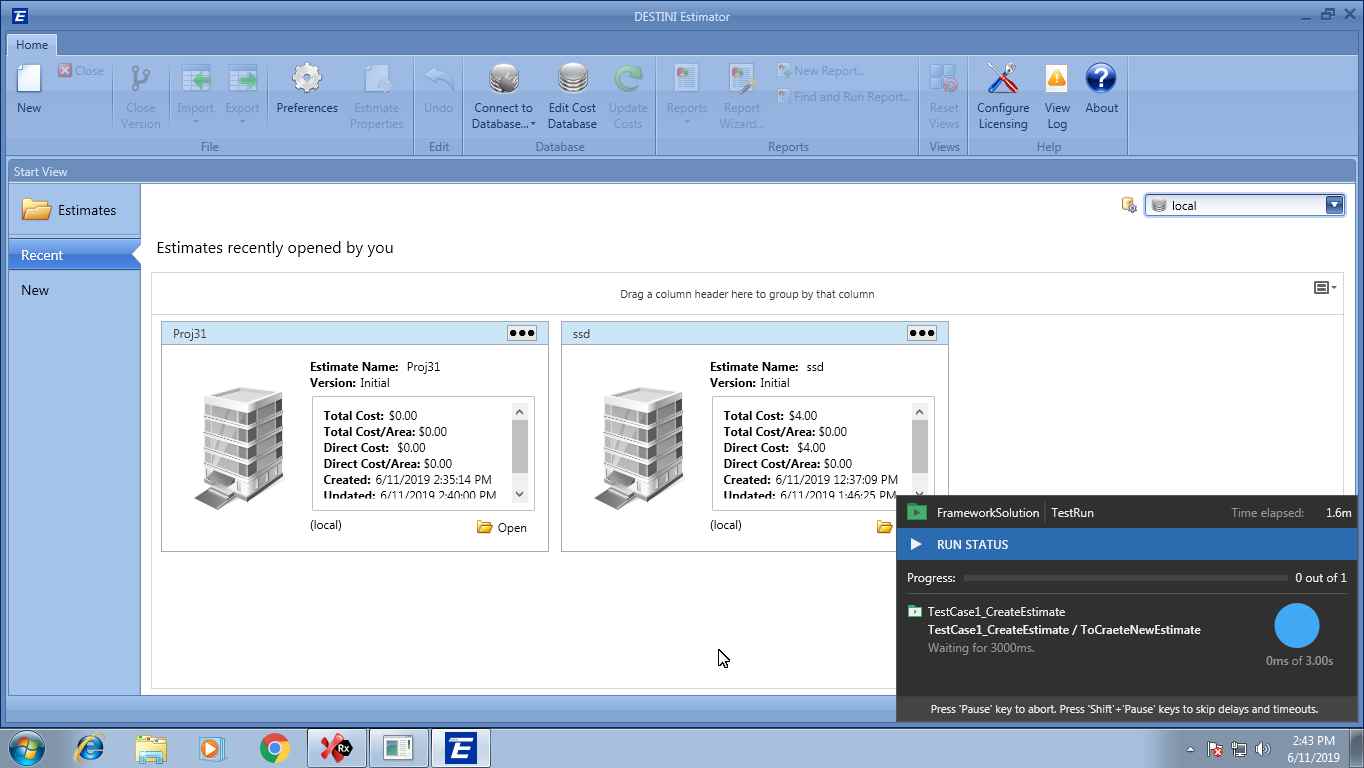 DESTINI Estimator
Home
New
Close
Close Version
Import
Export
Preferences
Estimate Properties
File
Undo
Edit
Connect to Database...
Edit Cost Database
Update Costs
Database
Reports
Report Wizard...
New Report...
Find and Run Report...
Reports
Reset Views
Views
Configure Licensing
View Log
About
Help
Start View
Estimates
Recent
New
local
Estimates recently opened by you
Drag a column header here to group by that column
Proj31
Estimate Name: Proj31
Version: Initial
Total Cost: $0.00
Total Cost/Area: $0.00
Direct Cost: $0.00
Direct Cost/Area: $0.00
Created: 6/11/2019 2:35:14 PM
Updated: 6/11/2019 2:40:00 PM
(local)
Open
ssd
Estimate Name: ssd
Version: Initial
Total Cost: $4.00
Total Cost/Area: $0.00
Direct Cost: $4.00
Direct Cost/Area: $0.00
Created: 6/11/2019 12:37:09 PM
Updated: 6/11/2019 1:46:25 PM
(local)
FrameworkSolution TestRun Time elapsed: 1.6m
RUN STATUS
Progress: 0 out of 1
TestCase1_CreateEstimate
TestCase1_CreateEstimate / ToCraeteNewEstimate
Waiting for 3000ms.
0ms of 3.00s
Press 'Pause' key to abort. Press 'Shift'+'Pause' keys to skip delays and timeouts.
Rx
2:43 PM
6/11/2019